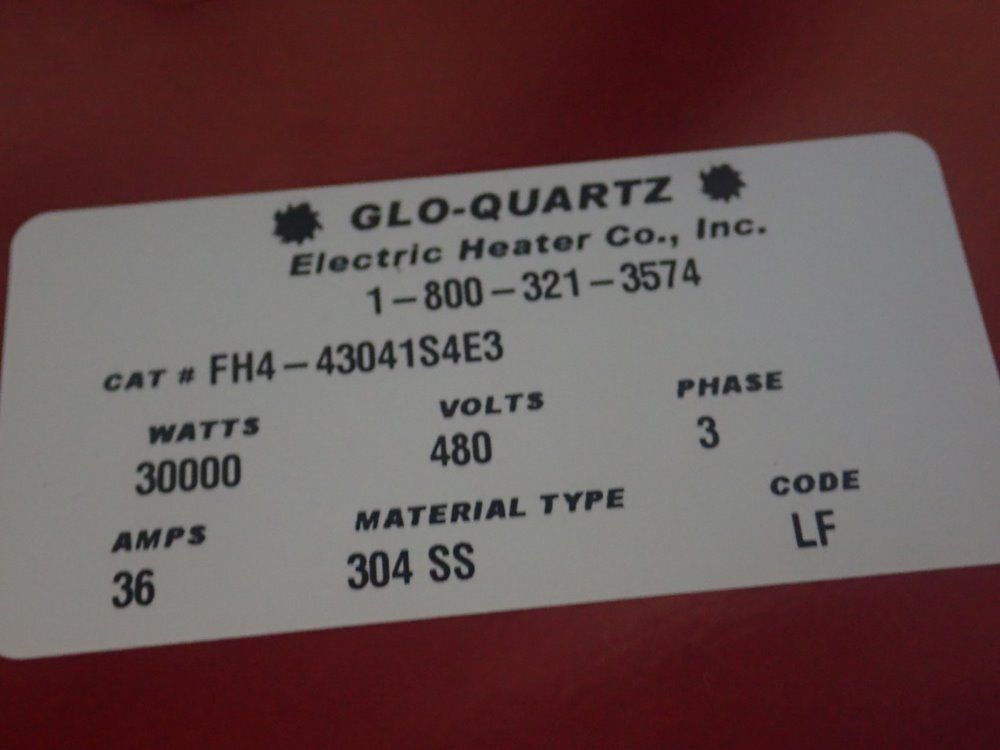 GLO-QUARTZ
Electric Heater Co., Inc.
1-800-321-3574
CAT # FH4-43041S4E3
WATTS VOLTS PHASE
30000 480 3
AMPS MATERIAL TYPE CODE
36 304 SS LF